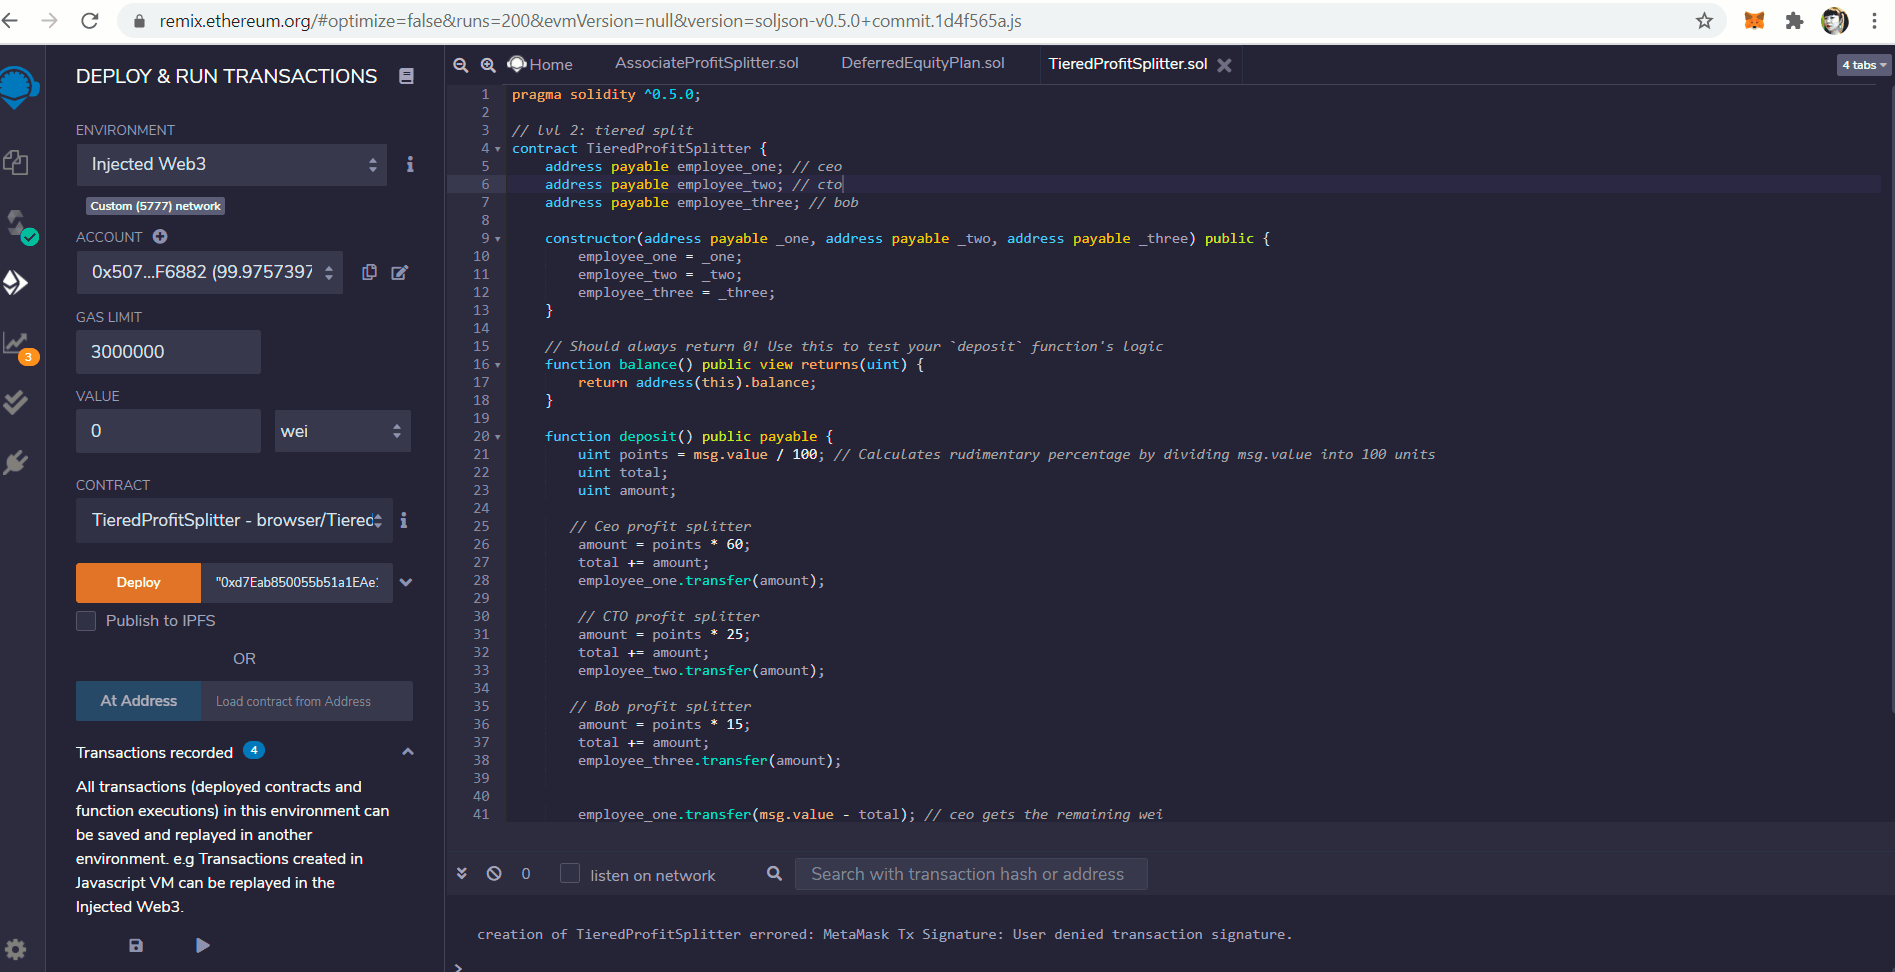 remix.ethereum.org/#optimize=false&runs=200&evmVersion=null&version=soljson-v0.5.0+commit.1d4f565a.js
DEPLOY & RUN TRANSACTIONS
ENVIRONMENT
Injected Web3
Custom (5777) network
ACCOUNT
0x507...F6882 (99.9757397
GAS LIMIT
3000000
VALUE
0
wei
CONTRACT
TieredProfitSplitter - browser/Tiered
Deploy
"0xd7Eab850055b51a1EAe:
Publish to IPFS
OR
At Address
Load contract from Address
Transactions recorded 4
All transactions (deployed contracts and
function executions) in this environment can
be saved and replayed in another
environment. e.g Transactions created in
Javascript VM can be replayed in the
Injected Web3.
3
Home
AssociateProfitSplitter.sol
DeferredEquityPlan.sol
TieredProfitSplitter.sol
4 tabs
1 pragma solidity ^0.5.0;
2
3 // lvl 2: tiered split
4 contract TieredProfitSplitter {
5 address payable employee_one; // ceo
6 address payable employee_two; // cto
7 address payable employee_three; // bob
8
9 constructor(address payable _one, address payable _two, address payable _three) public {
10 employee_one = _one;
11 employee_two = _two;
12 employee_three = _three;
13 }
14
15 // Should always return 0! Use this to test your `deposit` function's logic
16 function balance() public view returns(uint) {
17 return address(this).balance;
18 }
19
20 function deposit() public payable {
21 uint points = msg.value / 100; // Calculates rudimentary percentage by dividing msg.value into 100 units
22 uint total;
23 uint amount;
24
25 // Ceo profit splitter
26 amount = points * 60;
27 total += amount;
28 employee_one.transfer(amount);
29
30 // CTO profit splitter
31 amount = points * 25;
32 total += amount;
33 employee_two.transfer(amount);
34
35 // Bob profit splitter
36 amount = points * 15;
37 total += amount;
38 employee_three.transfer(amount);
39
40
41 employee_one.transfer(msg.value - total); // ceo gets the remaining wei
0
listen on network
Search with transaction hash or address
creation of TieredProfitSplitter errored: MetaMask Tx Signature: User denied transaction signature.
>